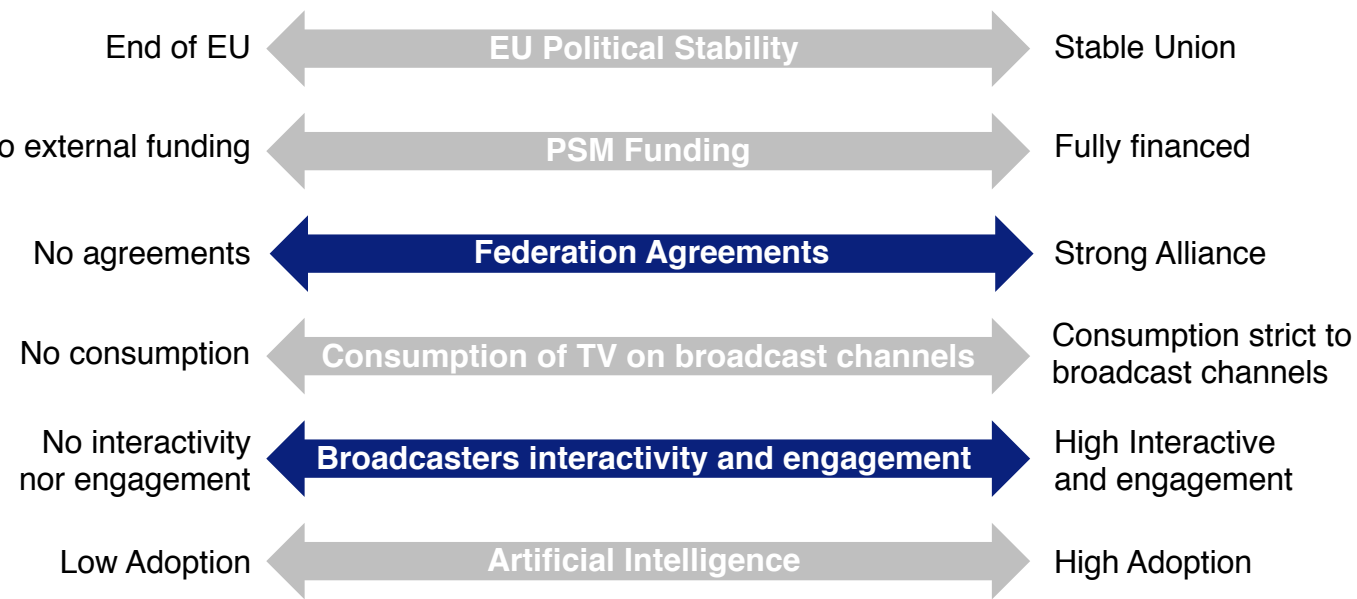 End of EU EU Political Stability Stable Union
o external funding PSM Funding Fully financed
No agreements Federation Agreements Strong Alliance
No consumption Consumption of TV on broadcast channels Consumption strict to
broadcast channels
No interactivity
nor engagement Broadcasters interactivity and engagement High Interactive
and engagement
Low Adoption Artificial Intelligence High Adoption